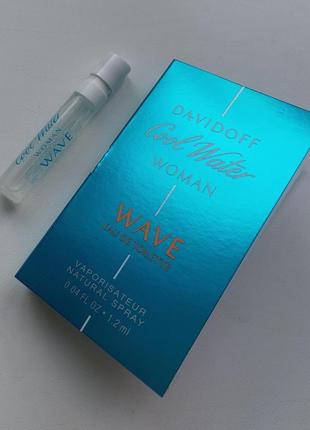 Cool Water
WOMAN
WAVE
DAVIDOFF
Cool Water
WOMAN
WAVE
EAU DE TOILETTE
VAPORISATEUR
NATURAL SPRAY
0.04 FL OZ • 1.2 ml